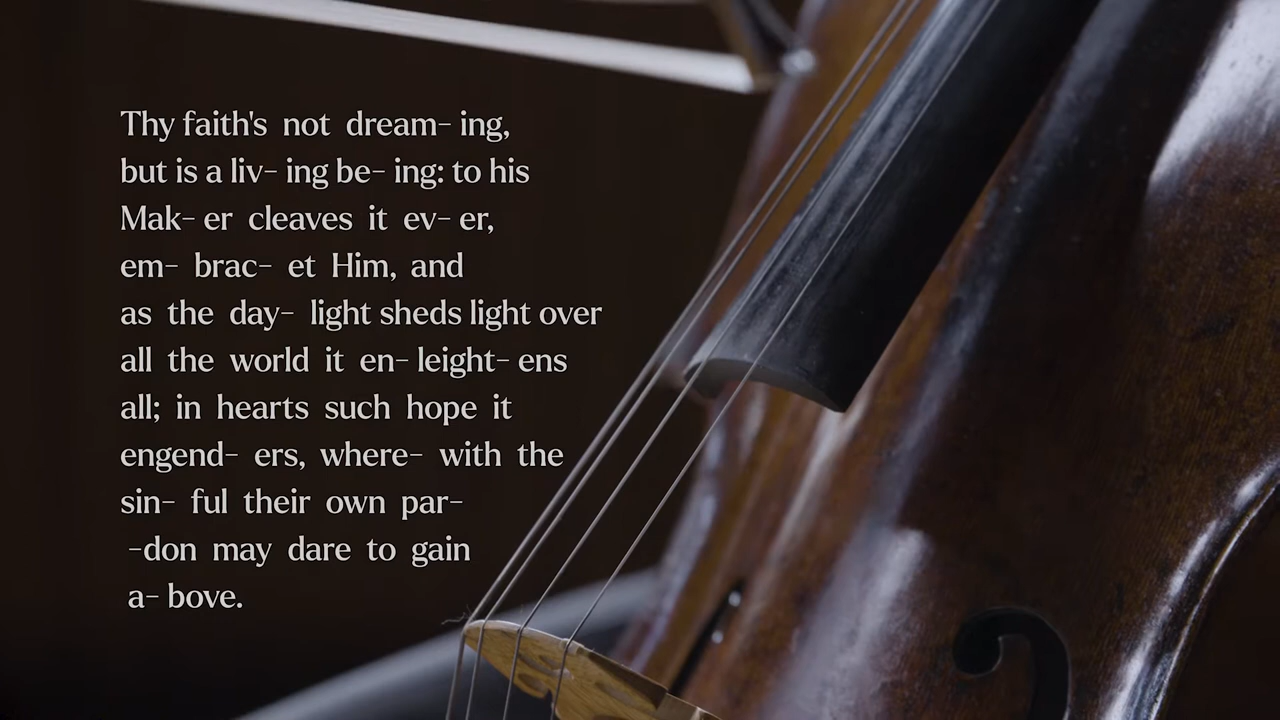 Thy faith's not dream- ing,
but is a liv- ing be- ing: to his
Mak- er cleaves it ev- er,
em- brac- et Him, and
as the day- light sheds light over
all the world it en- leight- ens
all; in hearts such hope it
engend- ers, where- with the
sin- ful their own par-
-don may dare to gain
a- bove.